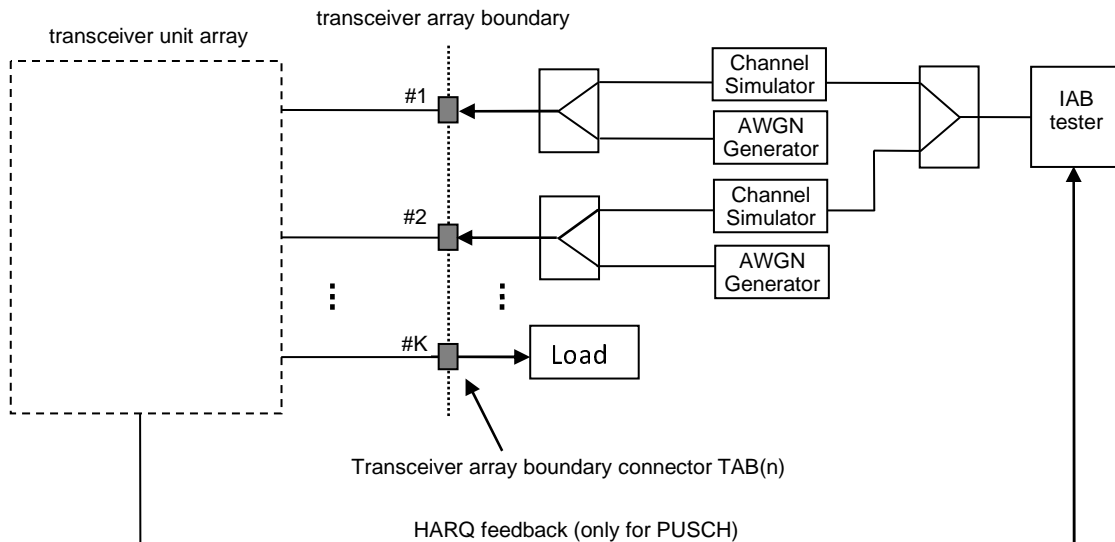 transceiver array boundary
transceiver unit array
#1
Channel
Simulator
AWGN
Generator
IAB
tester
#2
Channel
Simulator
AWGN
Generator
#K
Load
Transceiver array boundary connector TAB(n)
HARQ feedback (only for PUSCH)